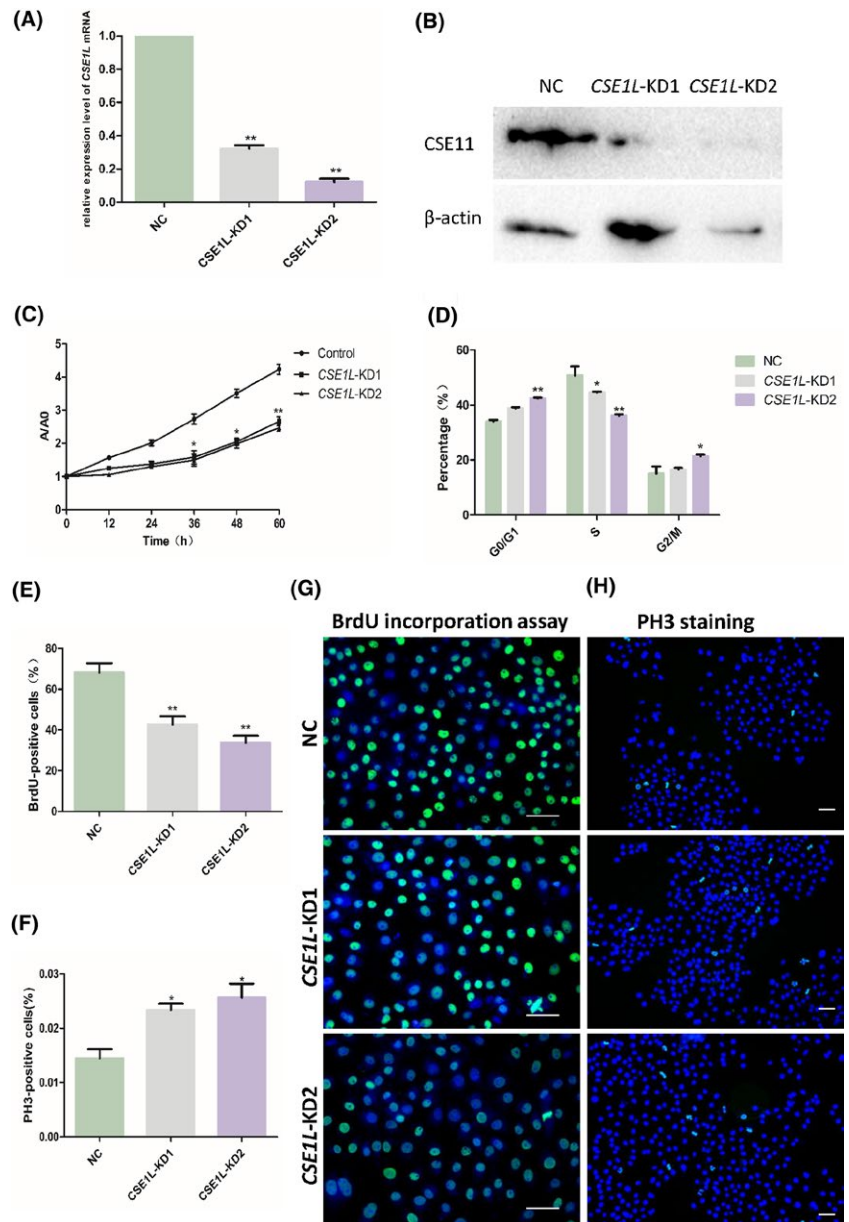 (A)
relative expression level of CSE1L mRNA
1.0
0.8
0.6
0.4
0.2
0.0
**
**
NC
CSE1L-KD1
CSE1L-KD2
(B)
NC CSE1L-KD1 CSE1L-KD2
CSE11
β-actin
(C)
A/A0
5
4
3
2
1
0
0 12 24 36 48 60
Time（h）
Control
CSE1L-KD1
CSE1L-KD2
*
*
**
(D)
Percentage（%）
60
40
20
0
**
*
**
*
G0/G1
S
G2/M
NC
CSE1L-KD1
CSE1L-KD2
(E)
BrdU-positive cells（%）
80
60
40
20
0
**
**
NC
CSE1L-KD1
CSE1L-KD2
(F)
PH3-positive cells(%)
0.03
0.02
0.01
0.00
*
*
NC
CSE1L-KD1
CSE1L-KD2
(G)
BrdU incorporation assay
(H)
PH3 staining
NC
CSE1L-KD1
CSE1L-KD2